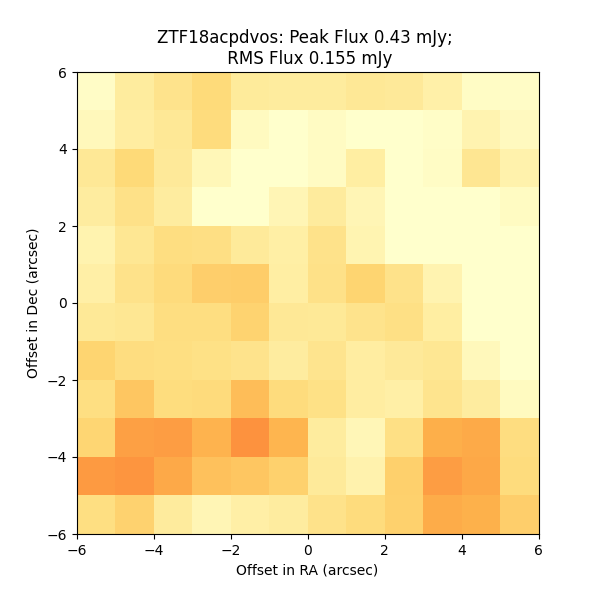 ZTF18acpdvos: Peak Flux 0.43 mJy;
RMS Flux 0.155 mJy
6
4
2
0
−2
−4
−6
Offset in Dec (arcsec)
−6 −4 −2 0 2 4 6
Offset in RA (arcsec)